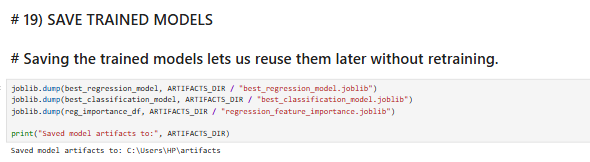 # 19) SAVE TRAINED MODELS
# Saving the trained models lets us reuse them later without retraining.
joblib.dump(best_regression_model, ARTIFACTS_DIR / "best_regression_model.joblib")
joblib.dump(best_classification_model, ARTIFACTS_DIR / "best_classification_model.joblib")
joblib.dump(reg_importance_df, ARTIFACTS_DIR / "regression_feature_importance.joblib")
print("Saved model artifacts to:", ARTIFACTS_DIR)
Saved model artifacts to: C:\Users\HP\artifacts